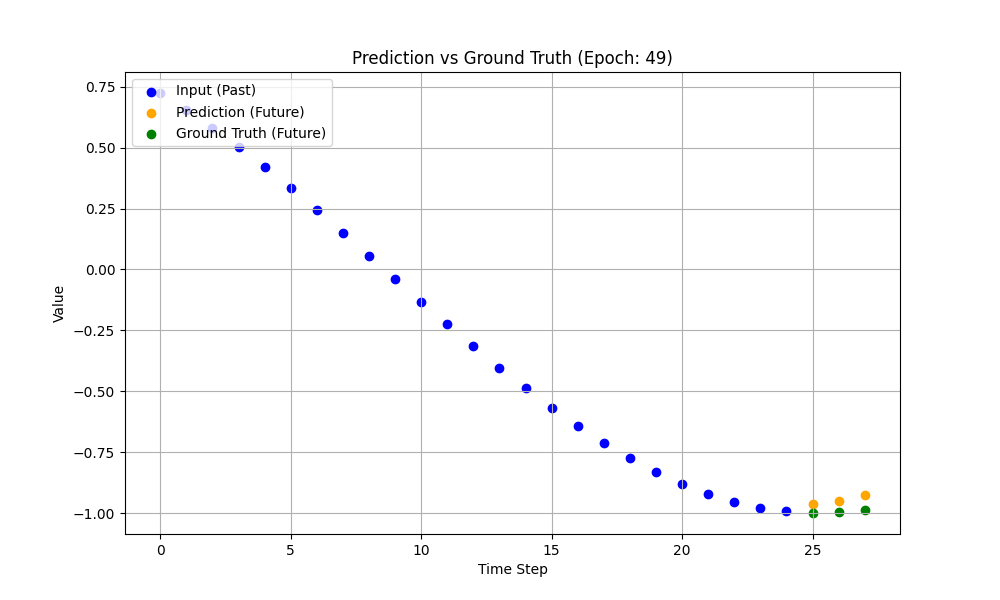 Prediction vs Ground Truth (Epoch: 49)
Input (Past)
Prediction (Future)
Ground Truth (Future)
Value
0.75
0.50
0.25
0.00
−0.25
−0.50
−0.75
−1.00
0 5 10 15 20 25
Time Step